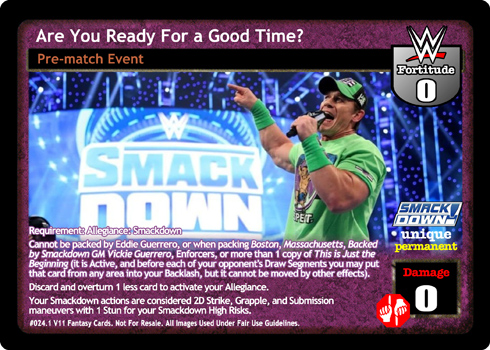 Are You Ready For a Good Time?
Pre-match Event
W
Fortitude
0
W
SMACK
DOWN
SMACK
DOWN!
• unique
permanent
Requirement: Allegiance: Smackdown
Cannot be packed by Eddie Guerrero, or when packing Boston, Massachusetts, Backed
by Smackdown GM Vickie Guerrero, Enforcers, or more than 1 copy of This is Just the
Beginning (it is Active, and before each of your opponent's Draw Segments you may put
that card from any area into your Backlash, but it cannot be moved by other effects).
Discard and overturn 1 less card to activate your Allegiance.
Your Smackdown actions are considered 2D Strike, Grapple, and Submission
maneuvers with 1 Stun for your Smackdown High Risks.
#024.1 V11 Fantasy Cards. Not For Resale. All Images Used Under Fair Use Guidelines.
Damage
0